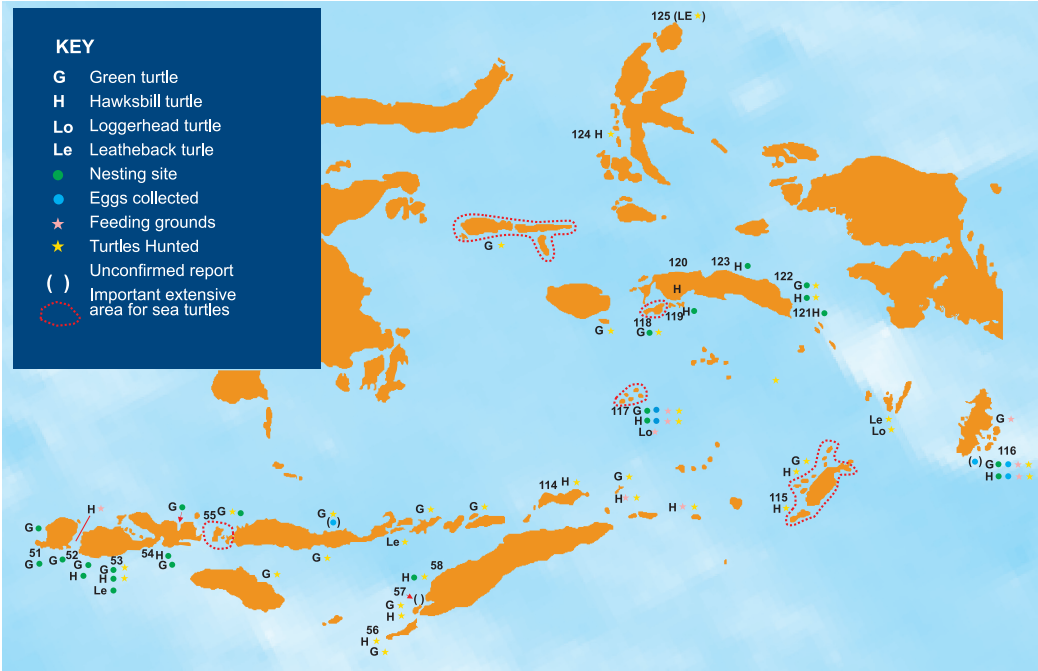 KEY
G Green turtle
H Hawksbill turtle
Lo Loggerhead turtle
Le Leatheback turle
Nesting site
Eggs collected
Feeding grounds
Turtles Hunted
( ) Unconfirmed report
Important extensive
area for sea turtles
125 (LE )
124 H
G
120
123 H
122
H
G
H
119 H
121H
118
G
G
117 G
H
Lo
Le
Lo
G
116
( )
G
H
G
H
115
H
114 H
G
H
H
H
G
55 G
G
( )
G
G
G
Le
G
51
G
G
52
G
H
53
G
H
Le
54 H
G
G
G
H 58
57
( )
G
H
56
H
G